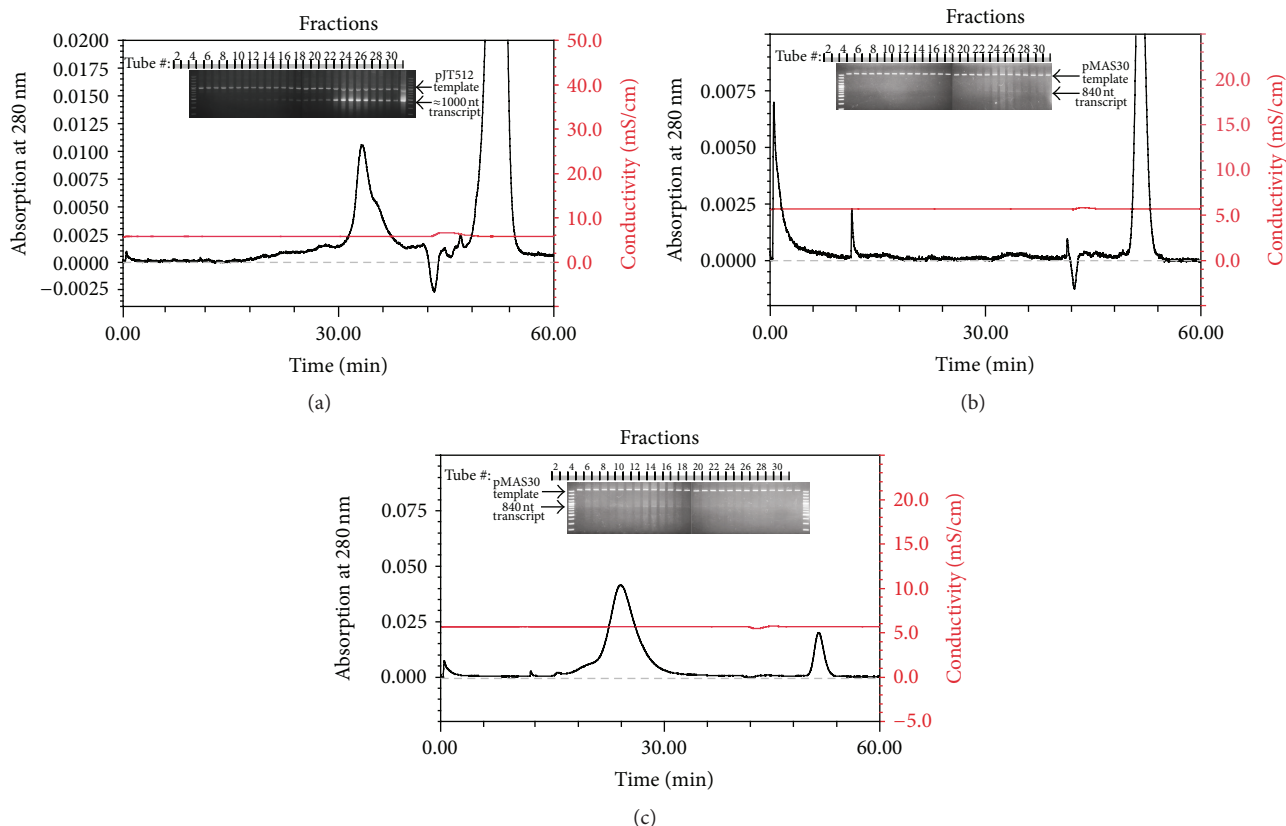 Fractions
Tube #: 2 4 6 8 10 12 14 16 18 20 22 24 26 28 30
pJT512
template
≈1000 nt
transcript
0.0200
0.0175
0.0150
0.0125
0.0100
0.0075
0.0050
0.0025
0.0000
−0.0025
Absorption at 280 nm
50.0
40.0
30.0
20.0
10.0
0.0
Conductivity (mS/cm)
0.00 30.00 60.00
Time (min)
(a)
Fractions
Tube #: 2 4 6 8 10 12 14 16 18 20 22 24 26 28 30
pMAS30
template
840 nt
transcript
0.0075
0.0050
0.0025
0.0000
Absorption at 280 nm
20.0
15.0
10.0
5.0
0.0
Conductivity (mS/cm)
0.00 30.00 60.00
Time (min)
(b)
Fractions
Tube #: 2 4 6 8 10 12 14 16 18 20 22 24 26 28 30
pMAS30
template
840 nt
transcript
0.075
0.050
0.025
0.000
Absorption at 280 nm
20.0
15.0
10.0
5.0
0.0
−5.0
Conductivity (mS/cm)
0.00 30.00 60.00
Time (min)
(c)